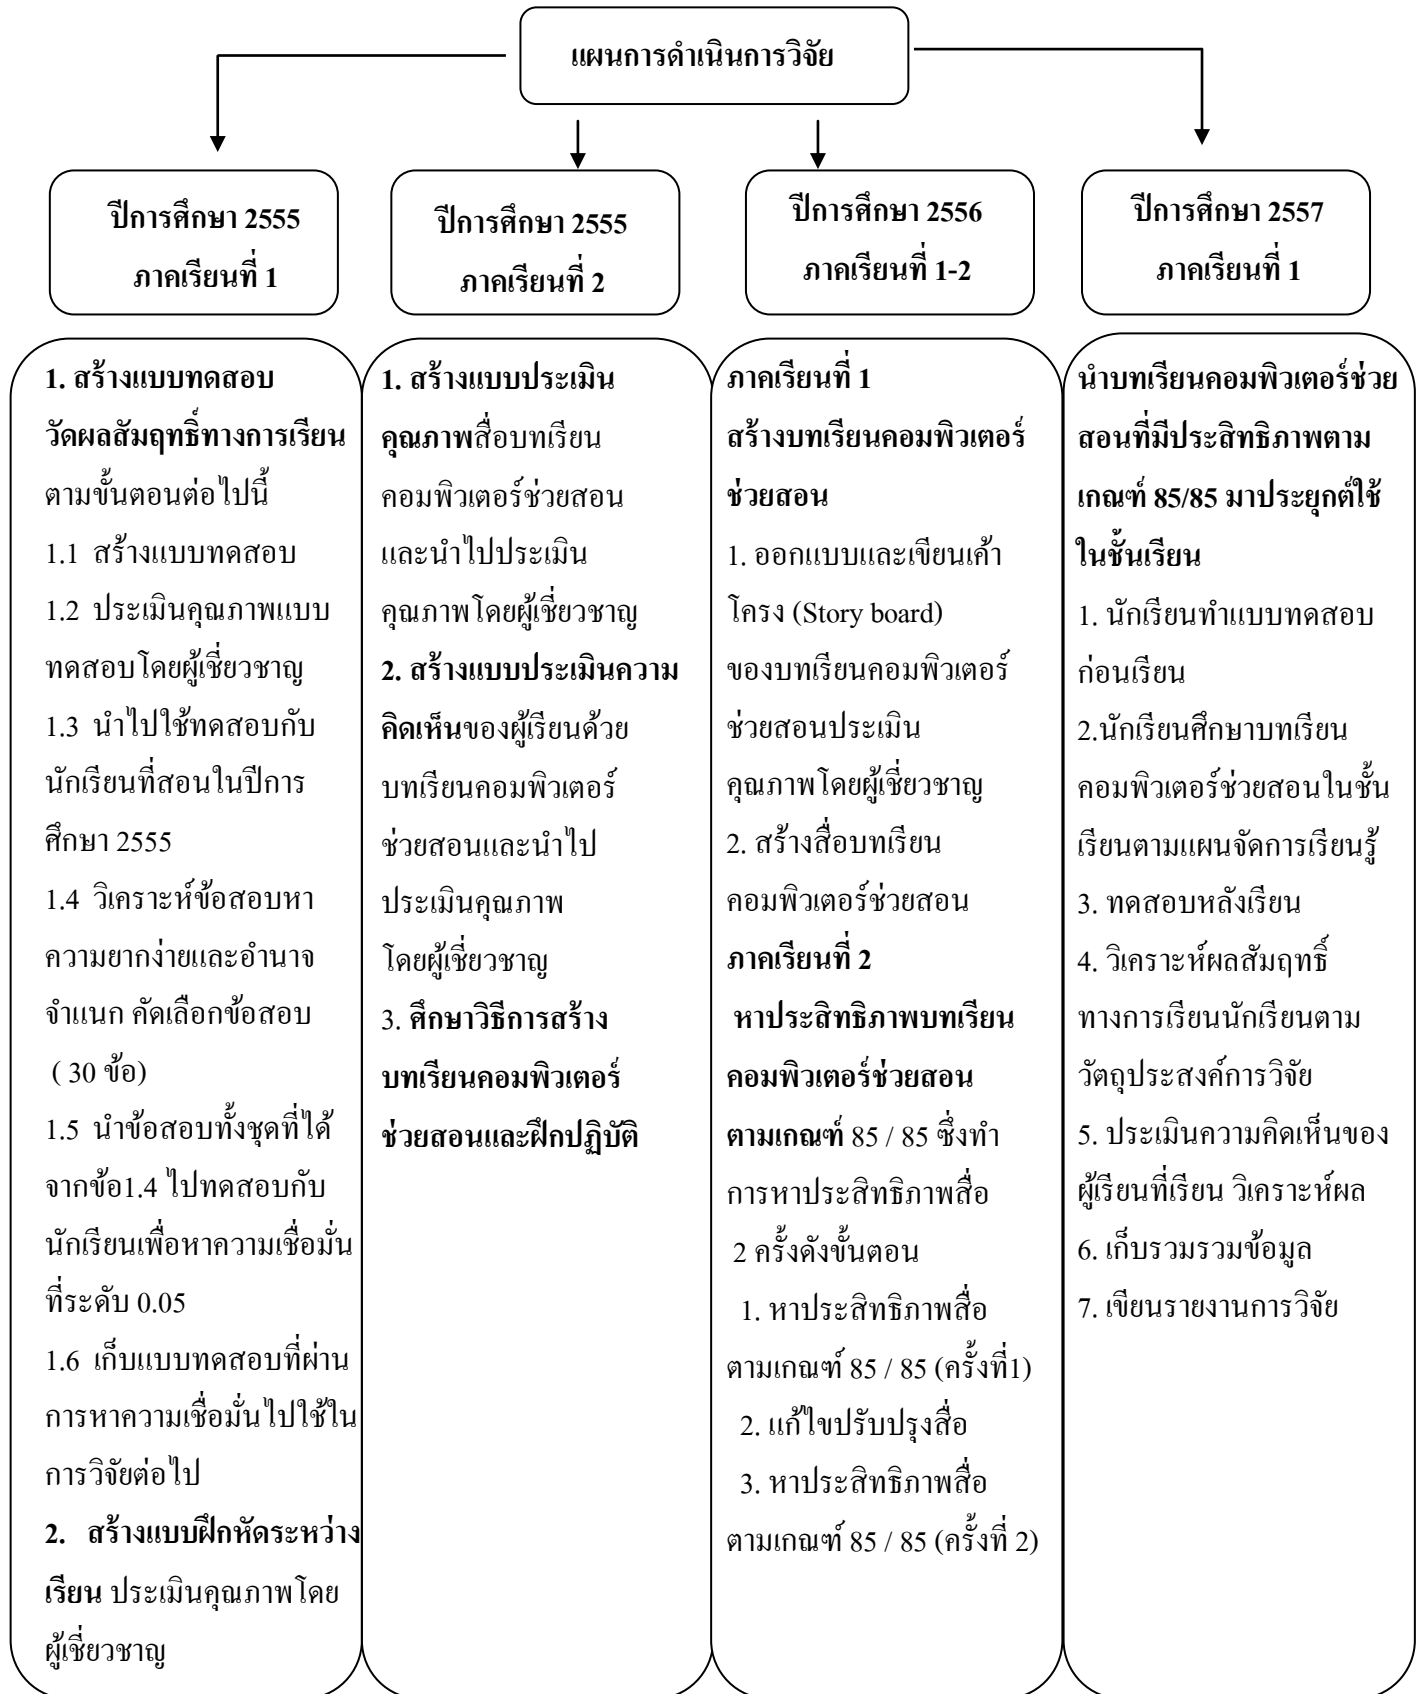 แผนการดำเนินการวิจัย
ปีการศึกษา 2555
ภาคเรียนที่ 1
ปีการศึกษา 2555
ภาคเรียนที่ 2
ปีการศึกษา 2556
ภาคเรียนที่ 1-2
ปีการศึกษา 2557
ภาคเรียนที่ 1
1. สร้างแบบทดสอบ
วัดผลสัมฤทธิ์ทางการเรียน
ตามขั้นตอนต่อไปนี้
1.1 สร้างแบบทดสอบ
1.2 ประเมินคุณภาพแบบ
ทดสอบโดยผู้เชี่ยวชาญ
1.3 นำไปใช้ทดสอบกับ
นักเรียนที่สอนในปีการ
ศึกษา 2555
1.4 วิเคราะห์ข้อสอบหา
ความยากง่ายและอำนาจ
จำแนก คัดเลือกข้อสอบ
( 30 ข้อ)
1.5 นำข้อสอบทั้งชุดที่ได้
จากข้อ1.4 ไปทดสอบกับ
นักเรียนเพื่อหาความเชื่อมั่น
ที่ระดับ 0.05
1.6 เก็บแบบทดสอบที่ผ่าน
การหาความเชื่อมั่นไปใช้ใน
การวิจัยต่อไป
2. สร้างแบบฝึกหัดระหว่าง
เรียน ประเมินคุณภาพโดย
ผู้เชี่ยวชาญ
1. สร้างแบบประเมิน
คุณภาพสื่อบทเรียน
คอมพิวเตอร์ช่วยสอน
และนำไปประเมิน
คุณภาพโดยผู้เชี่ยวชาญ
2. สร้างแบบประเมินความ
คิดเห็นของผู้เรียนด้วย
บทเรียนคอมพิวเตอร์
ช่วยสอนและนำไป
ประเมินคุณภาพ
โดยผู้เชี่ยวชาญ
3. ศึกษาวิธีการสร้าง
บทเรียนคอมพิวเตอร์
ช่วยสอนและฝึกปฏิบัติ
ภาคเรียนที่ 1
สร้างบทเรียนคอมพิวเตอร์
ช่วยสอน
1. ออกแบบและเขียนเค้า
โครง (Story board)
ของบทเรียนคอมพิวเตอร์
ช่วยสอนประเมิน
คุณภาพโดยผู้เชี่ยวชาญ
2. สร้างสื่อบทเรียน
คอมพิวเตอร์ช่วยสอน
ภาคเรียนที่ 2
หาประสิทธิภาพบทเรียน
คอมพิวเตอร์ช่วยสอน
ตามเกณฑ์ 85 / 85 ซึ่งทำ
การหาประสิทธิภาพสื่อ
2 ครั้งดังขั้นตอน
1. หาประสิทธิภาพสื่อ
ตามเกณฑ์ 85 / 85 (ครั้งที่1)
2. แก้ไขปรับปรุงสื่อ
3. หาประสิทธิภาพสื่อ
ตามเกณฑ์ 85 / 85 (ครั้งที่ 2)
นำบทเรียนคอมพิวเตอร์ช่วย
สอนที่มีประสิทธิภาพตาม
เกณฑ์ 85/85 มาประยุกต์ใช้
ในชั้นเรียน
1. นักเรียนทำแบบทดสอบ
ก่อนเรียน
2.นักเรียนศึกษาบทเรียน
คอมพิวเตอร์ช่วยสอนในชั้น
เรียนตามแผนจัดการเรียนรู้
3. ทดสอบหลังเรียน
4. วิเคราะห์ผลสัมฤทธิ์
ทางการเรียนนักเรียนตาม
วัตถุประสงค์การวิจัย
5. ประเมินความคิดเห็นของ
ผู้เรียนที่เรียน วิเคราะห์ผล
6. เก็บรวมรวมข้อมูล
7. เขียนรายงานการวิจัย